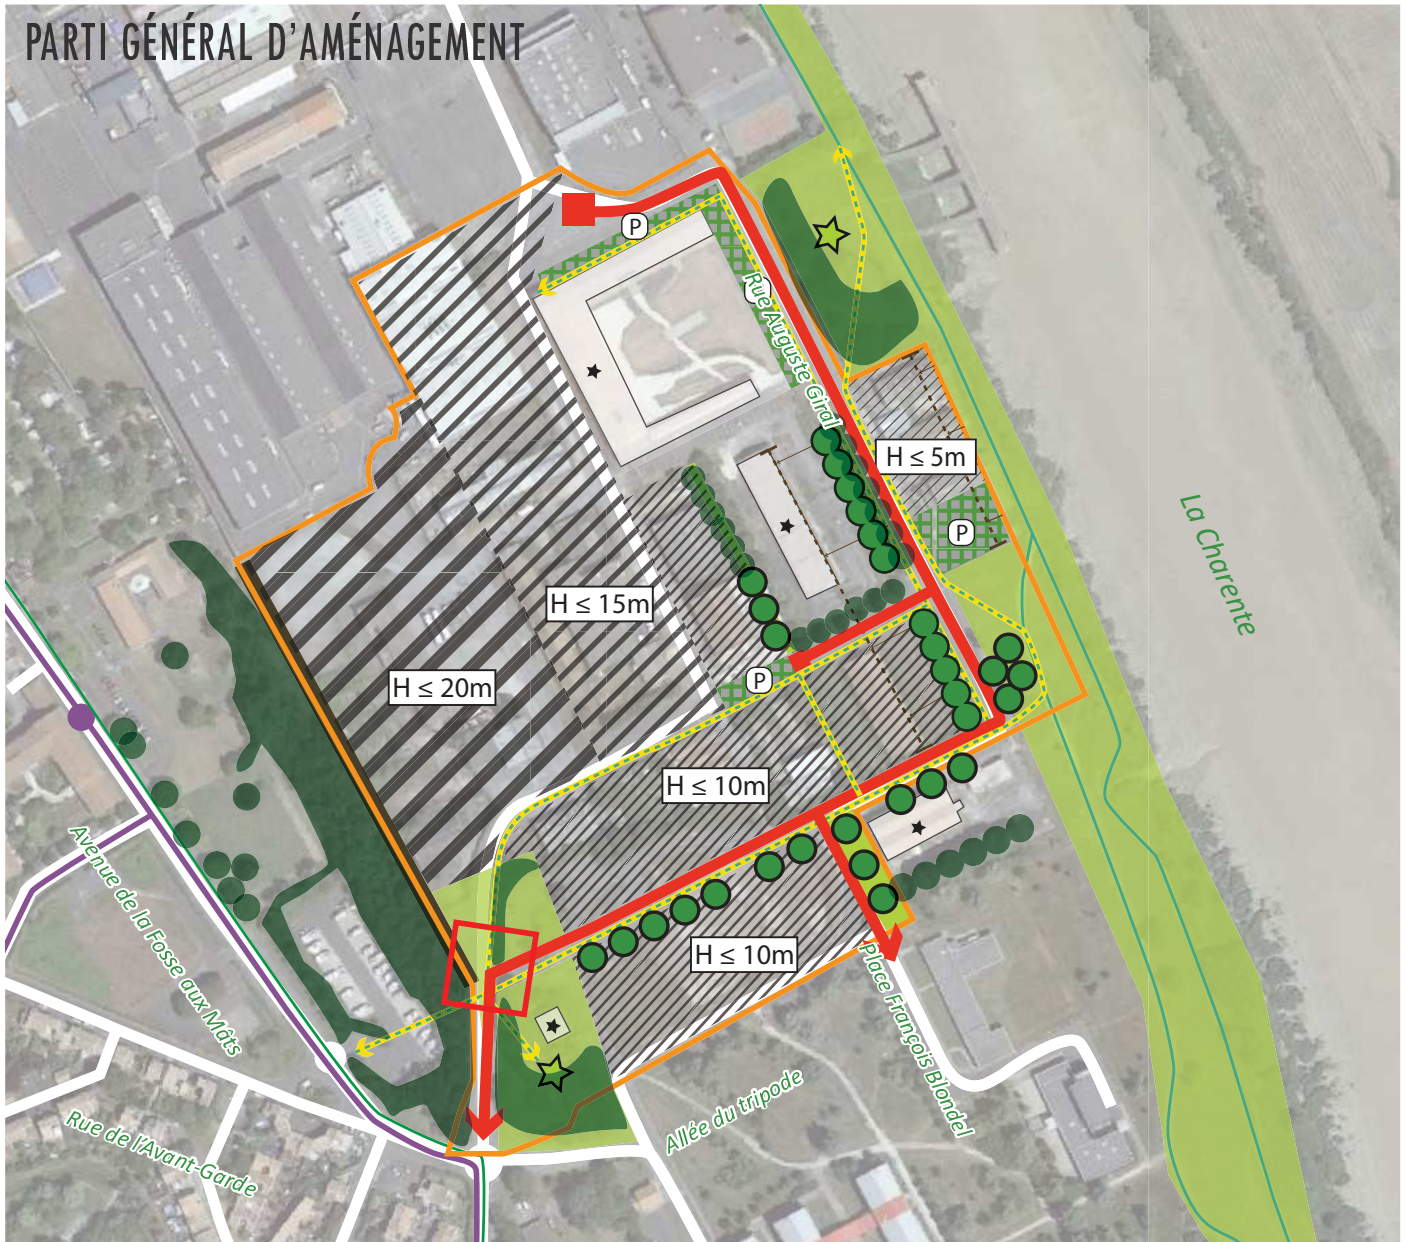 PARTI GÉNÉRAL D'AMÉNAGEMENT
P
P
Rue Auguste Giral
H ≤ 5m
P
La Charente
H ≤ 15m
H ≤ 20m
P
H ≤ 10m
H ≤ 10m
Avenue de la Fosse aux Mâts
Place François Blondel
Allée du tripode
Rue de l'Avant-Garde